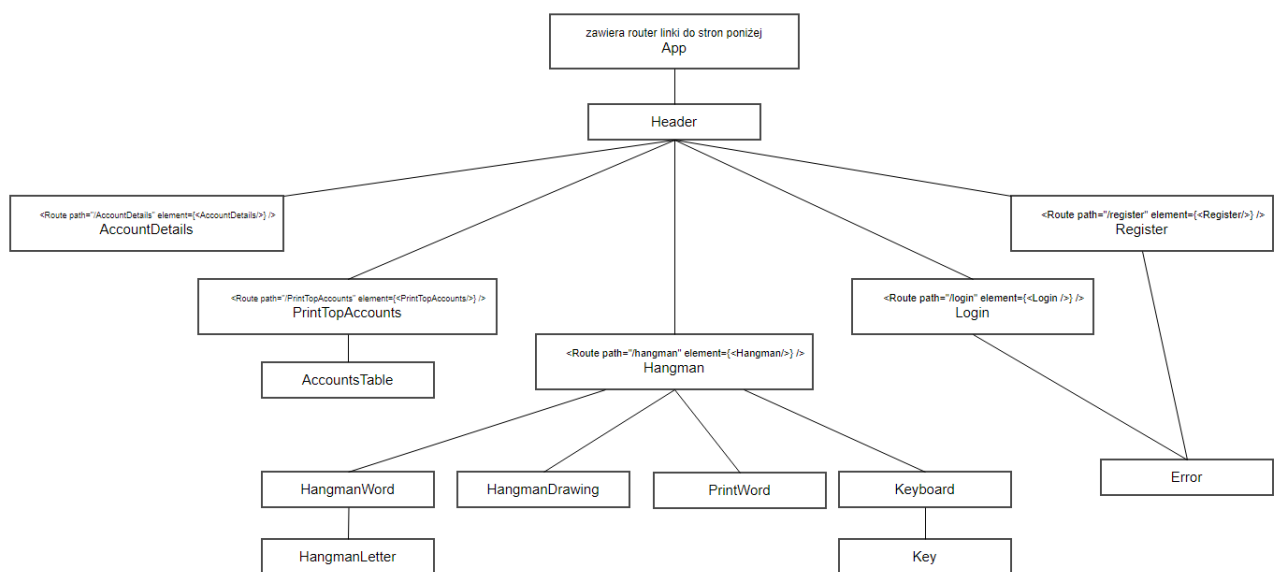 zawiera router linki do stron poniżej
App
Header
<Route path="/AccountDetails" element={<AccountDetails/>} />
AccountDetails
<Route path="/register" element={<Register/>} />
Register
<Route path="/PrintTopAccounts" element={<PrintTopAccounts/>} />
PrintTopAccounts
<Route path="/login" element={<Login />} />
Login
<Route path="/hangman" element={<Hangman/>} />
Hangman
AccountsTable
HangmanWord
HangmanDrawing
PrintWord
Keyboard
Error
HangmanLetter
Key